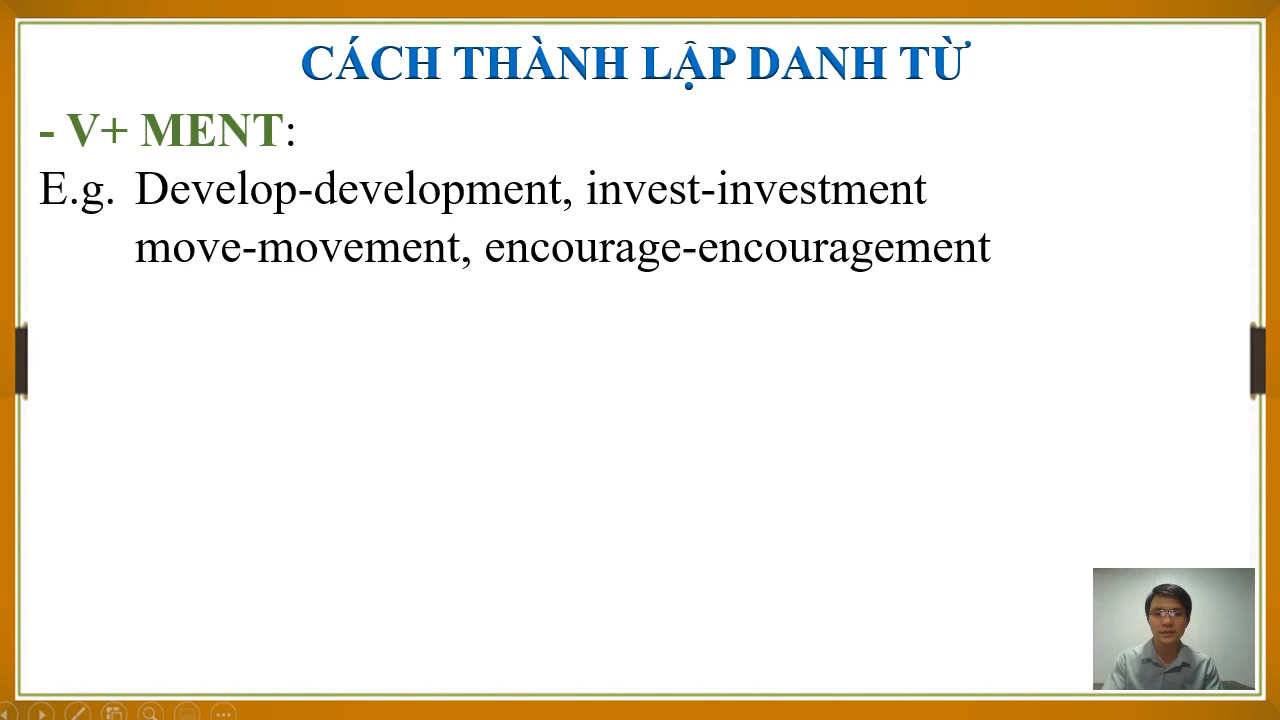 CÁCH THÀNH LẬP DANH TỪ
- V+ MENT:
E.g. Develop-development, invest-investment
move-movement, encourage-encouragement